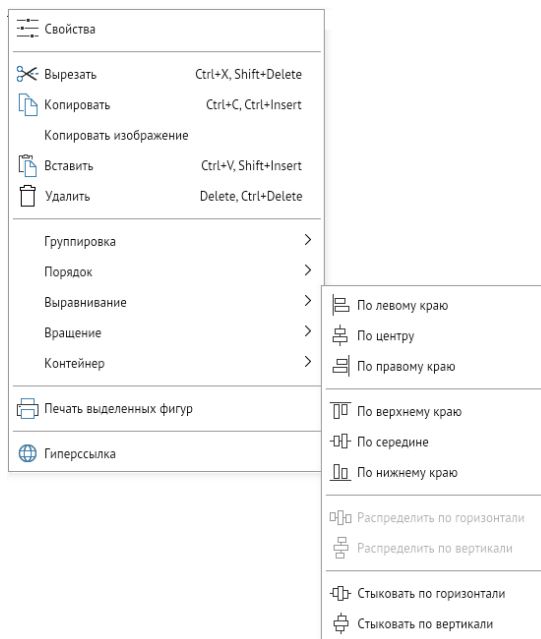 Свойства
Вырезать Ctrl+X, Shift+Delete
Копировать Ctrl+C, Ctrl+Insert
Копировать изображение
Вставить Ctrl+V, Shift+Insert
Удалить Delete, Ctrl+Delete
Группировка
Порядок
Выравнивание
Вращение
Контейнер
Печать выделенных фигур
Гиперссылка
По левому краю
По центру
По правому краю
По верхнему краю
По середине
По нижнему краю
Распределить по горизонтали
Распределить по вертикали
Стыковать по горизонтали
Стыковать по вертикали